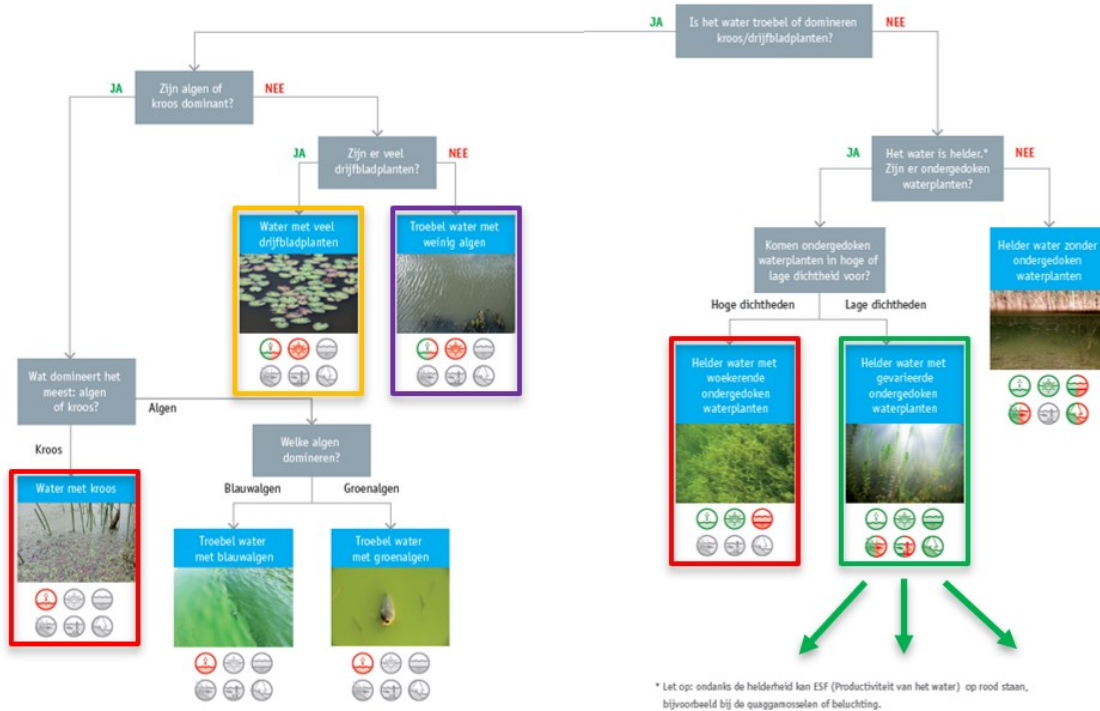 Is het water troebel of domineren
kroos/drijfbladplanten?
JA
NEE
Zijn algen of
kroos dominant?
JA
NEE
Zijn er veel
drijfbladplanten?
JA
NEE
Het water is helder.*
Zijn er ondergedoken
waterplanten?
JA
NEE
Water met veel
drijfbladplanten
Troebel water met
weinig algen
Komen ondergedoken
waterplanten in hoge of
lage dichtheid voor?
Helder water zonder
ondergedoken
waterplanten
Hoge dichtheden
Lage dichtheden
Wat domineert het
meest: algen
of kroos?
Algen
Kroos
Helder water met
woekerende
ondergedoken
waterplanten
Helder water met
gevarieerde
ondergedoken
waterplanten
Welke algen
domineren?
Blauwalgen
Groenalgen
Water met kroos
Troebel water
met blauwalgen
Troebel water
met groenalgen
* Let op: ondanks de helderheid kan ESF (Productiviteit van het water) op rood staan,
bijvoorbeeld bij de quaggamosselen of beluchting.